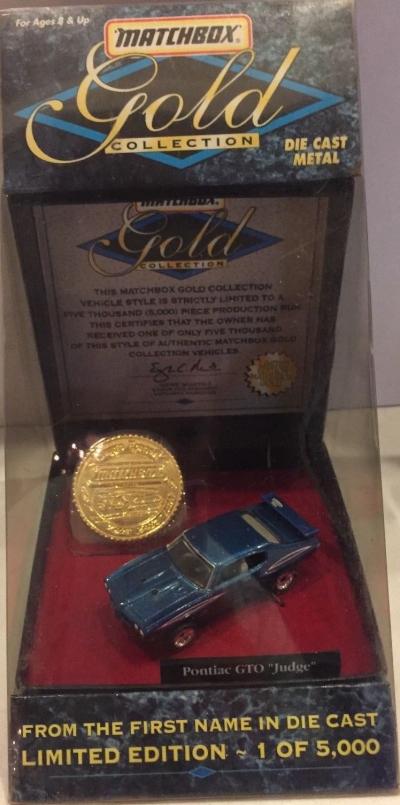 For Ages 8 & Up
MATCHBOX
Gold
COLLECTION
DIE CAST
METAL
MATCHBOX
Gold
COLLECTION
THIS MATCHBOX GOLD COLLECTION
VEHICLE STYLE IS STRICTLY LIMITED TO A
FIVE THOUSAND (5,000) PIECE PRODUCTION RUN.
THIS CERTIFIES THAT THE OWNER HAS
RECEIVED ONE OF ONLY FIVE THOUSAND
OF THIS STYLE OF AUTHENTIC MATCHBOX GOLD
COLLECTION VEHICLES.
MATCHBOX
Pontiac GTO "Judge"
FROM THE FIRST NAME IN DIE CAST
LIMITED EDITION ~ 1 OF 5,000